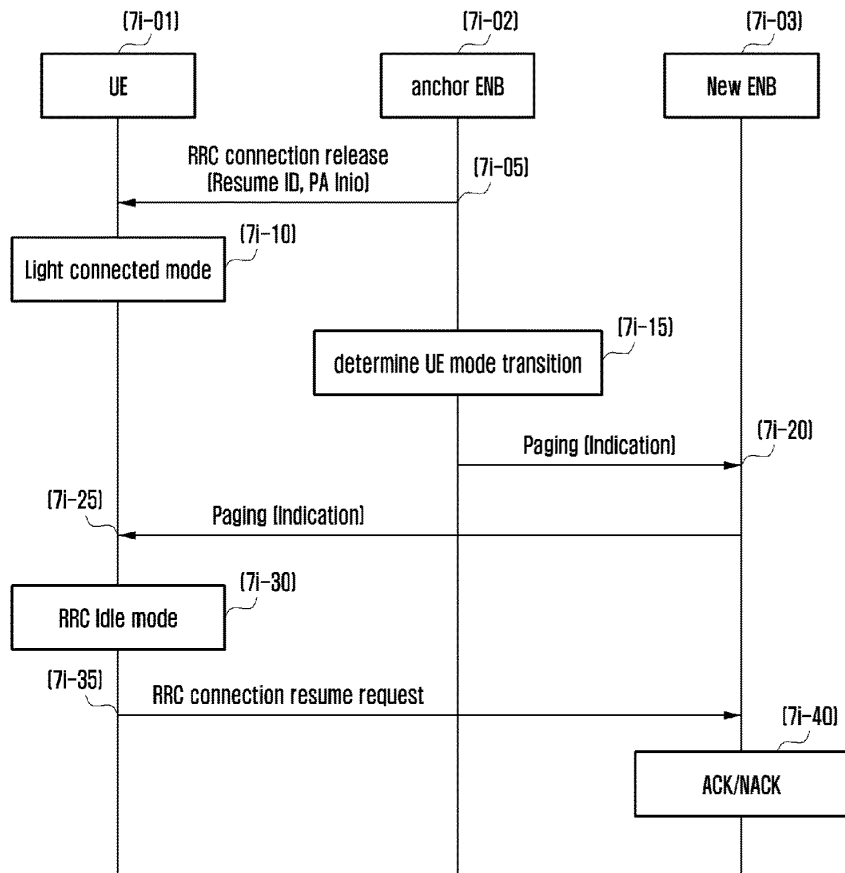 (7i-01)
(7i-02)
(7i-03)
UE
anchor ENB
New ENB
RRC connection release
(Resume ID, PA Inio)
(7i-05)
(7i-10)
Light connected mode
(7i-15)
determine UE mode transition
Paging (Indication)
(7i-20)
(7i-25)
Paging (Indication)
(7i-30)
RRC Idle mode
(7i-35)
RRC connection resume request
(7i-40)
ACK/NACK